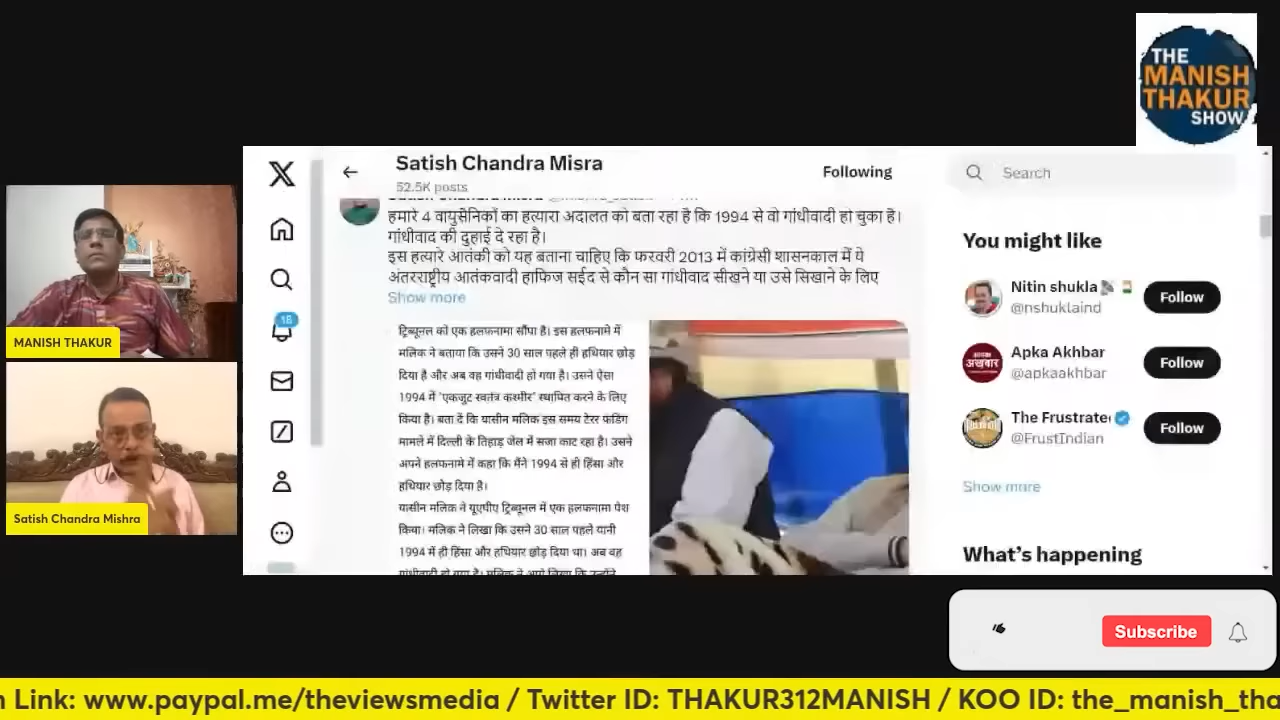 THE
MANISH
THAKUR
SHOW
Satish Chandra Misra
52.5K posts
Following
Search
हमारे 4 वायुसैनिकों का हत्यारा अदालत को बता रहा है कि 1994 से वो गांधीवादी हो चुका है।
गांधीवाद की दुहाई दे रहा है।
इस हत्यारे आतंकी को यह बताना चाहिए कि फरवरी 2013 में कांग्रेसी शासनकाल में ये
अंतरराष्ट्रीय आतंकवादी हाफिज सईद से कौन सा गांधीवाद सीखने या उसे सिखाने के लिए
Show more
ट्रिब्यूनल को एक हलफनामा सौंपा है। इस हलफनामे में
मलिक ने बताया कि उसने 30 साल पहले ही हथियार छोड़
दिया है और अब वह गांधीवादी हो गया है। उसने ऐसा
1994 में 'एकजुट स्वतंत्र कश्मीर' स्थापित करने के लिए
किया है। बता दें कि यासीन मलिक इस समय टेरर फंडिंग
मामले में दिल्ली के तिहाड़ जेल में सजा काट रहा है। उसने
अपने हलफनामे में कहा कि मैंने 1994 से ही हिंसा और
हथियार छोड़ दिया है।
यासीन मलिक ने यूएपीए ट्रिब्यूनल में एक हलफनामा पेश
किया। मलिक ने लिखा कि उसने 30 साल पहले यानी
1994 में ही हिंसा और हथियार छोड़ दिया था। अब वह
You might like
Nitin shukla
@nshuklaind
Follow
आपका
अखबार
Apka Akhbar
@apkaakhbar
Follow
The Frustrate
@FrustIndian
Follow
Show more
What's happening
18
MANISH THAKUR
Satish Chandra Mishra
Subscribe
n Link: www.paypal.me/theviewsmedia / Twitter ID: THAKUR312MANISH / KOO ID: the_manish_tha